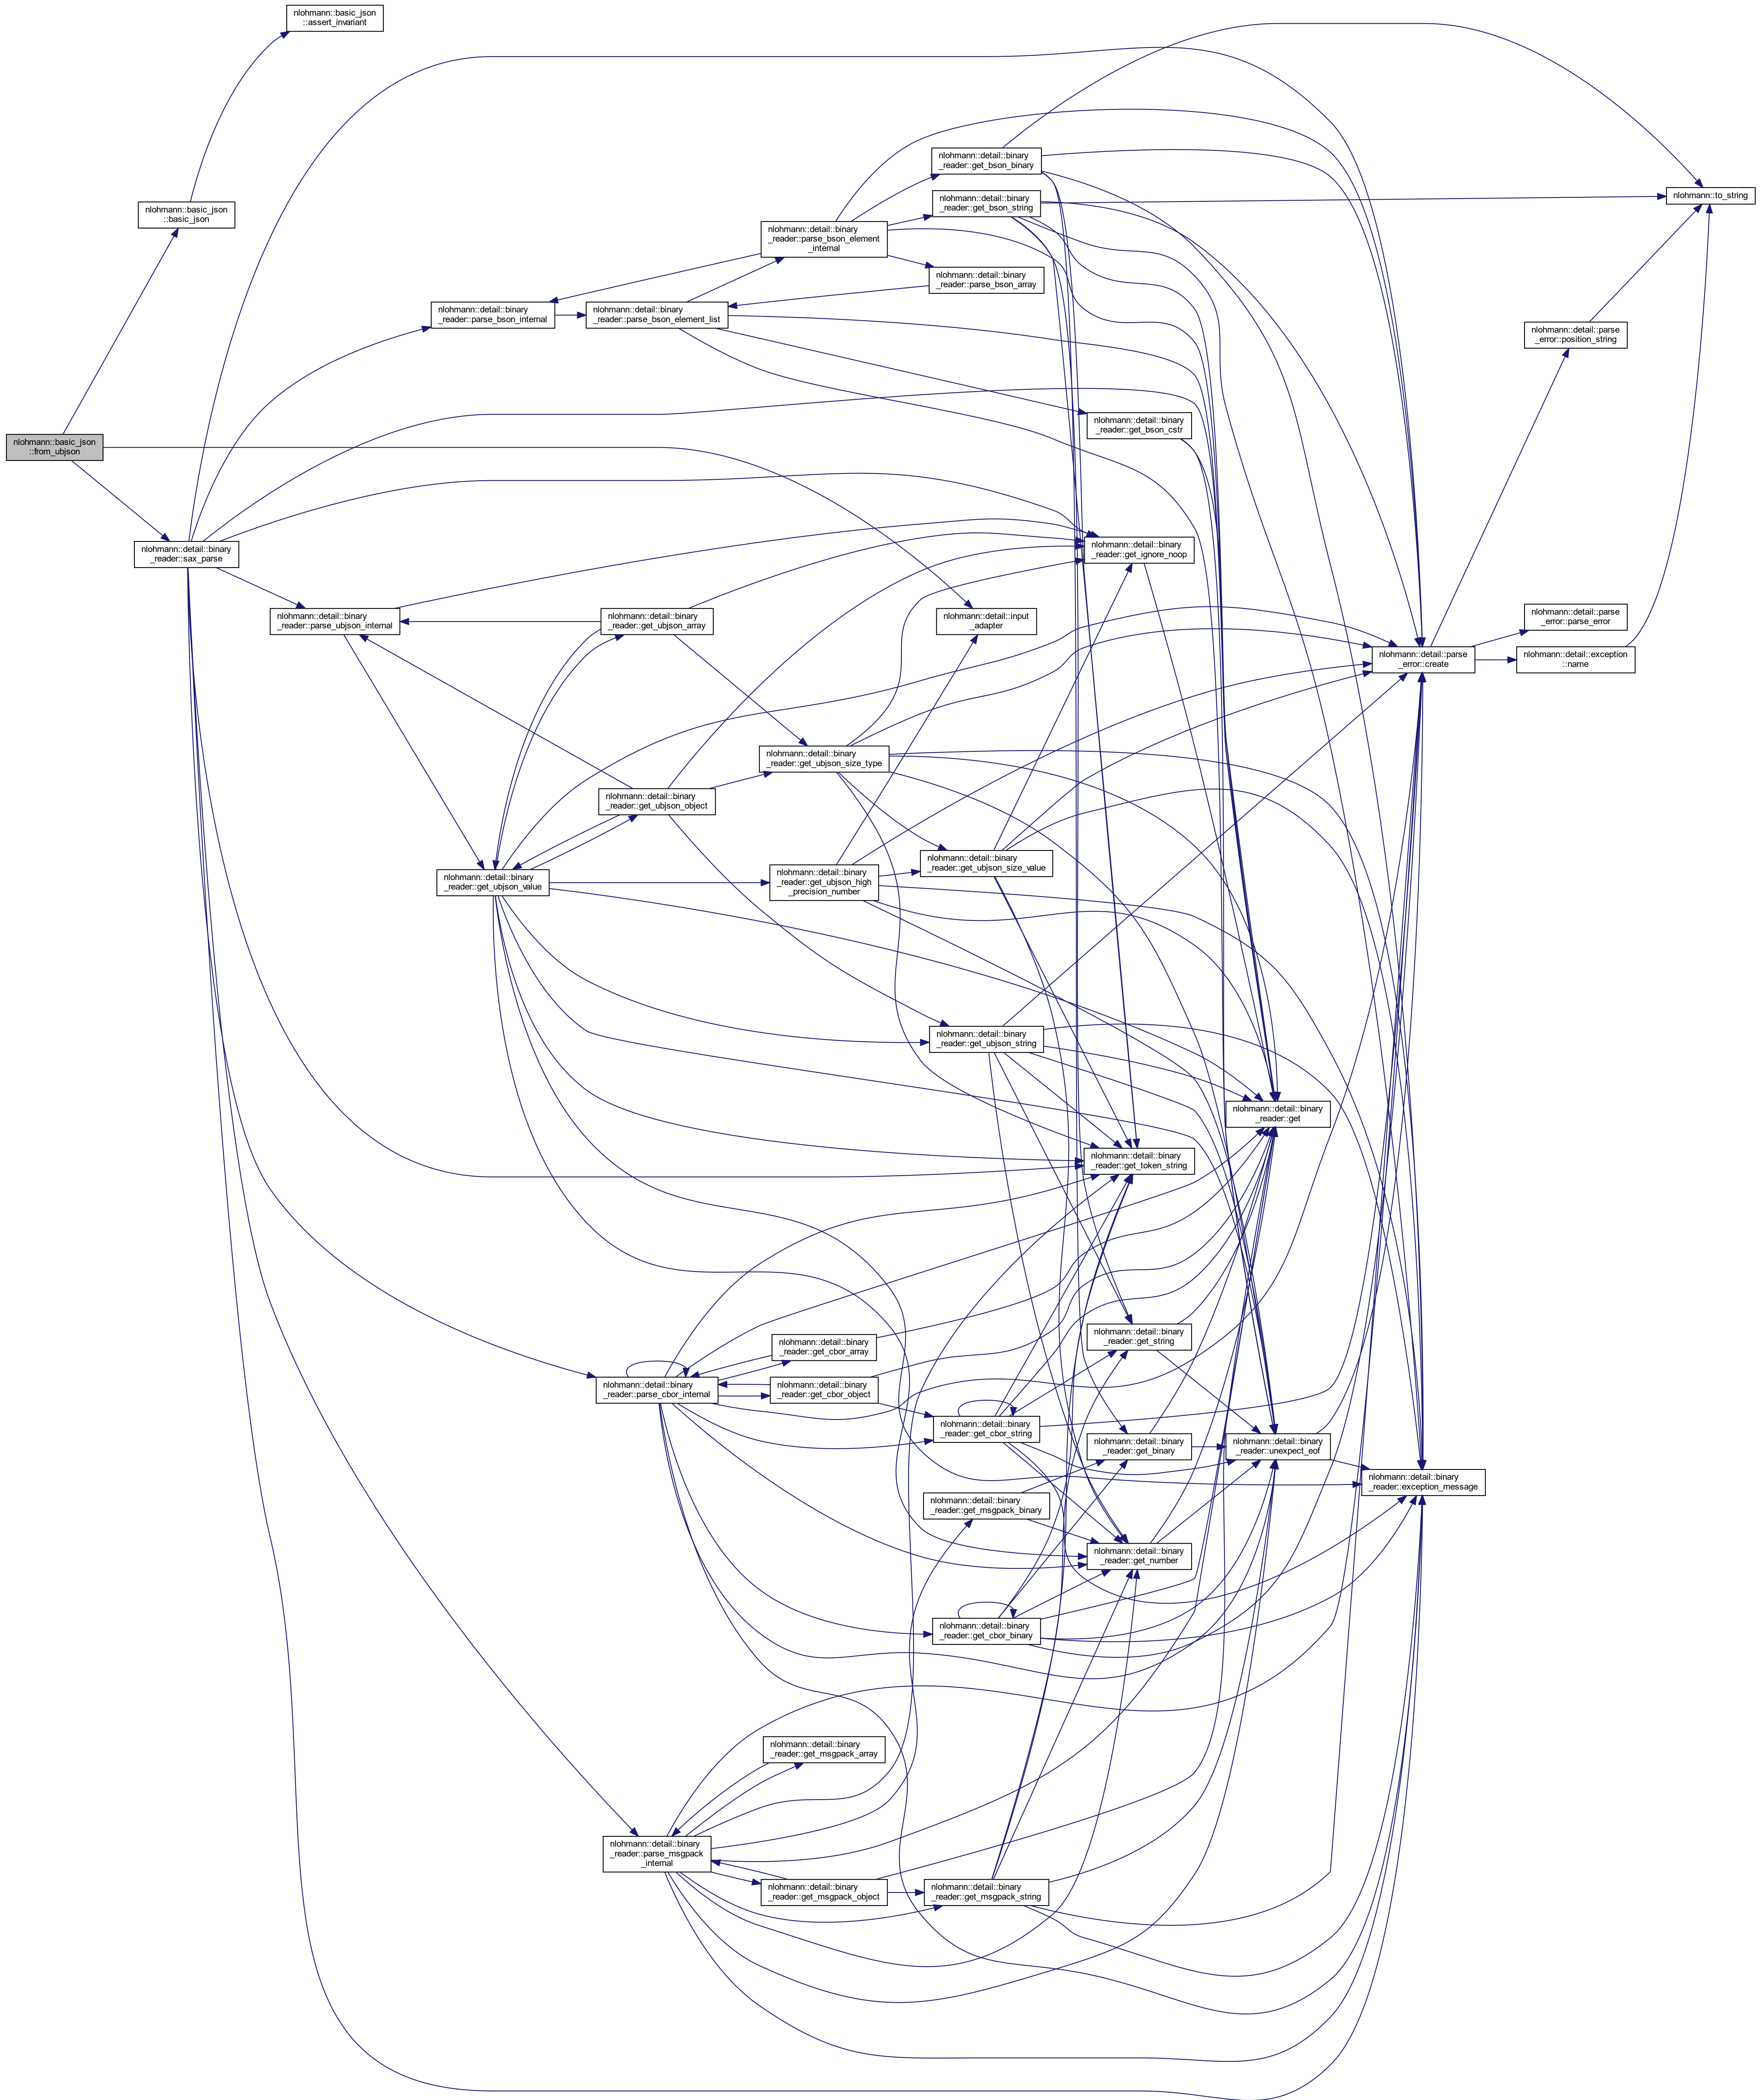 nlohmann::basic_json
::assert_invariant
nlohmann::basic_json
::basic_json
nlohmann::basic_json
::from_ubjson
nlohmann::detail::binary
_reader::sax_parse
nlohmann::detail::binary
_reader::get_bson_binary
nlohmann::detail::binary
_reader::get_bson_string
nlohmann::to_string
nlohmann::detail::binary
_reader::parse_bson_element
_internal
nlohmann::detail::binary
_reader::parse_bson_array
nlohmann::detail::binary
_reader::parse_bson_internal
nlohmann::detail::binary
_reader::parse_bson_element_list
nlohmann::detail::parse
_error::position_string
nlohmann::detail::binary
_reader::get_bson_cstr
nlohmann::detail::binary
_reader::get_ignore_noop
nlohmann::detail::binary
_reader::parse_ubjson_internal
nlohmann::detail::binary
_reader::get_ubjson_array
nlohmann::detail::input
_adapter
nlohmann::detail::parse
_error::parse_error
nlohmann::detail::parse
_error::create
nlohmann::detail::exception
::name
nlohmann::detail::binary
_reader::get_ubjson_size_type
nlohmann::detail::binary
_reader::get_ubjson_object
nlohmann::detail::binary
_reader::get_ubjson_value
nlohmann::detail::binary
_reader::get_ubjson_high
_precision_number
nlohmann::detail::binary
_reader::get_ubjson_size_value
nlohmann::detail::binary
_reader::get_ubjson_string
nlohmann::detail::binary
_reader::get
nlohmann::detail::binary
_reader::get_token_string
nlohmann::detail::binary
_reader::get_string
nlohmann::detail::binary
_reader::get_cbor_array
nlohmann::detail::binary
_reader::parse_cbor_internal
nlohmann::detail::binary
_reader::get_cbor_object
nlohmann::detail::binary
_reader::get_cbor_string
nlohmann::detail::binary
_reader::get_binary
nlohmann::detail::binary
_reader::unexpect_eof
nlohmann::detail::binary
_reader::exception_message
nlohmann::detail::binary
_reader::get_msgpack_binary
nlohmann::detail::binary
_reader::get_number
nlohmann::detail::binary
_reader::get_cbor_binary
nlohmann::detail::binary
_reader::get_msgpack_array
nlohmann::detail::binary
_reader::parse_msgpack
_internal
nlohmann::detail::binary
_reader::get_msgpack_object
nlohmann::detail::binary
_reader::get_msgpack_string